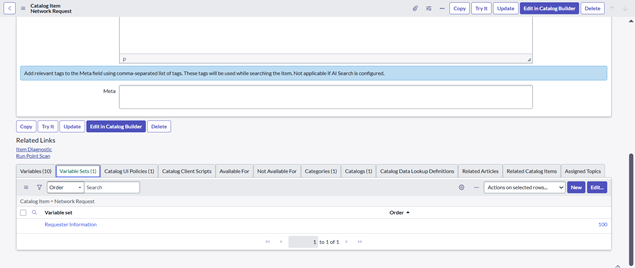 Catalog Item
Network Request
Copy Try It Update Edit in Catalog Builder Delete
p
Add relevant tags to the Meta field using comma-separated list of tags. These tags will be used while searching the item. Not applicable if AI Search is configured.
Meta
Copy Try It Update Edit in Catalog Builder Delete
Related Links
Item Diagnostic
Run Point Scan
Variables (10) Variable Sets (1) Catalog UI Policies (1) Catalog Client Scripts Available For Not Available For Categories (1) Catalogs (1) Catalog Data Lookup Definitions Related Articles Related Catalog Items Assigned Topics
Order Search Actions on selected rows... New Edit...
Catalog Item = Network Request
Variable set Order
Requester Information 100
1 to 1 of 1